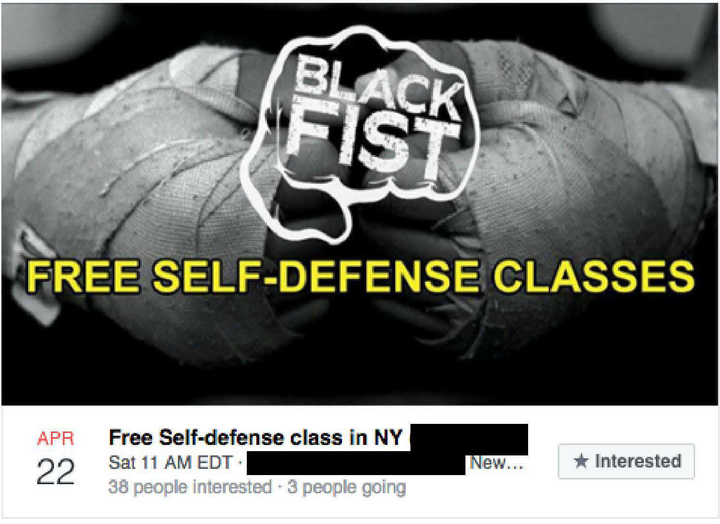 BLACK
FIST
FREE SELF-DEFENSE CLASSES
APR
22
Free Self-defense class in NY
Sat 11 AM EDT ·
New...
38 people interested · 3 people going
★ Interested